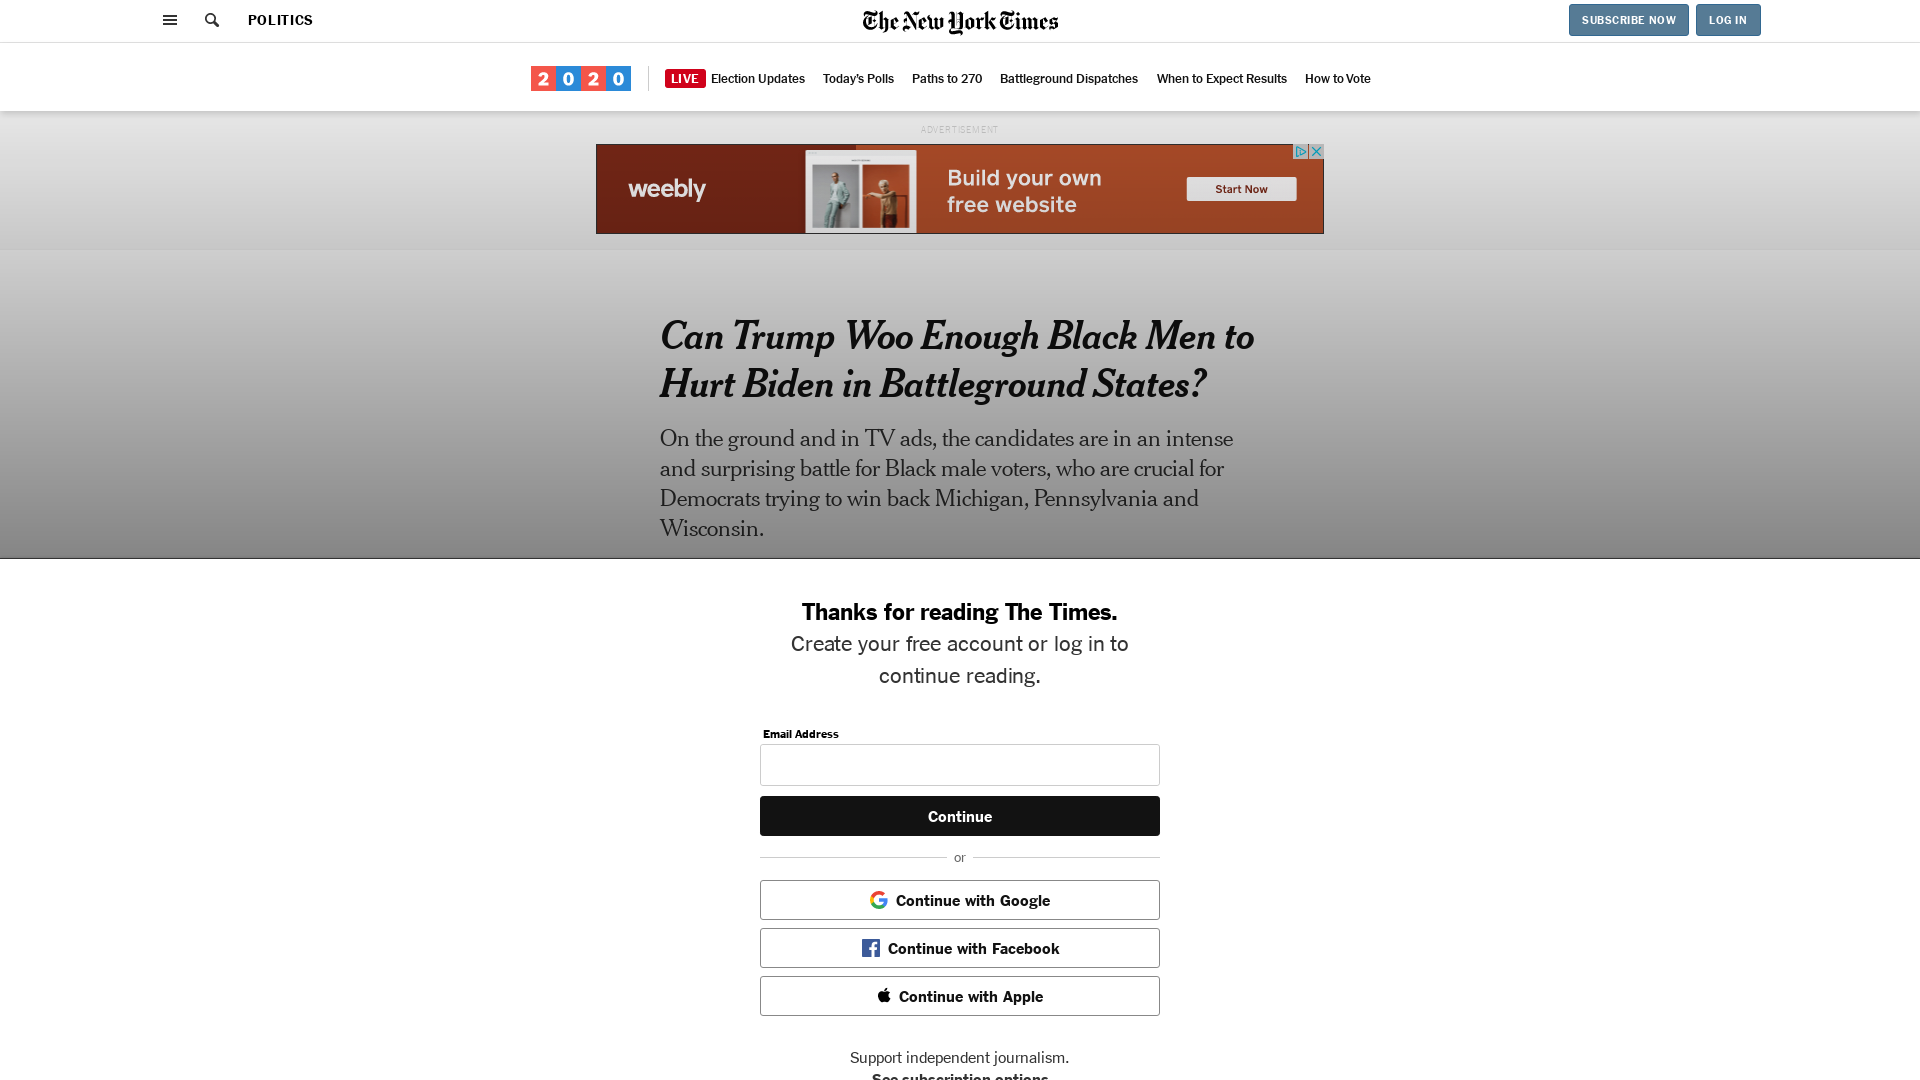 POLITICS
The New York Times
SUBSCRIBE NOW
LOG IN
2020
LIVE Election Updates
Today's Polls
Paths to 270
Battleground Dispatches
When to Expect Results
How to Vote
ADVERTISEMENT
weebly
Build your own
free website
Start Now
Can Trump Woo Enough Black Men to
Hurt Biden in Battleground States?
On the ground and in TV ads, the candidates are in an intense
and surprising battle for Black male voters, who are crucial for
Democrats trying to win back Michigan, Pennsylvania and
Wisconsin.
Thanks for reading The Times.
Create your free account or log in to
continue reading.
Email Address
Continue
or
Continue with Google
Continue with Facebook
Continue with Apple
Support independent journalism.
See subscription options